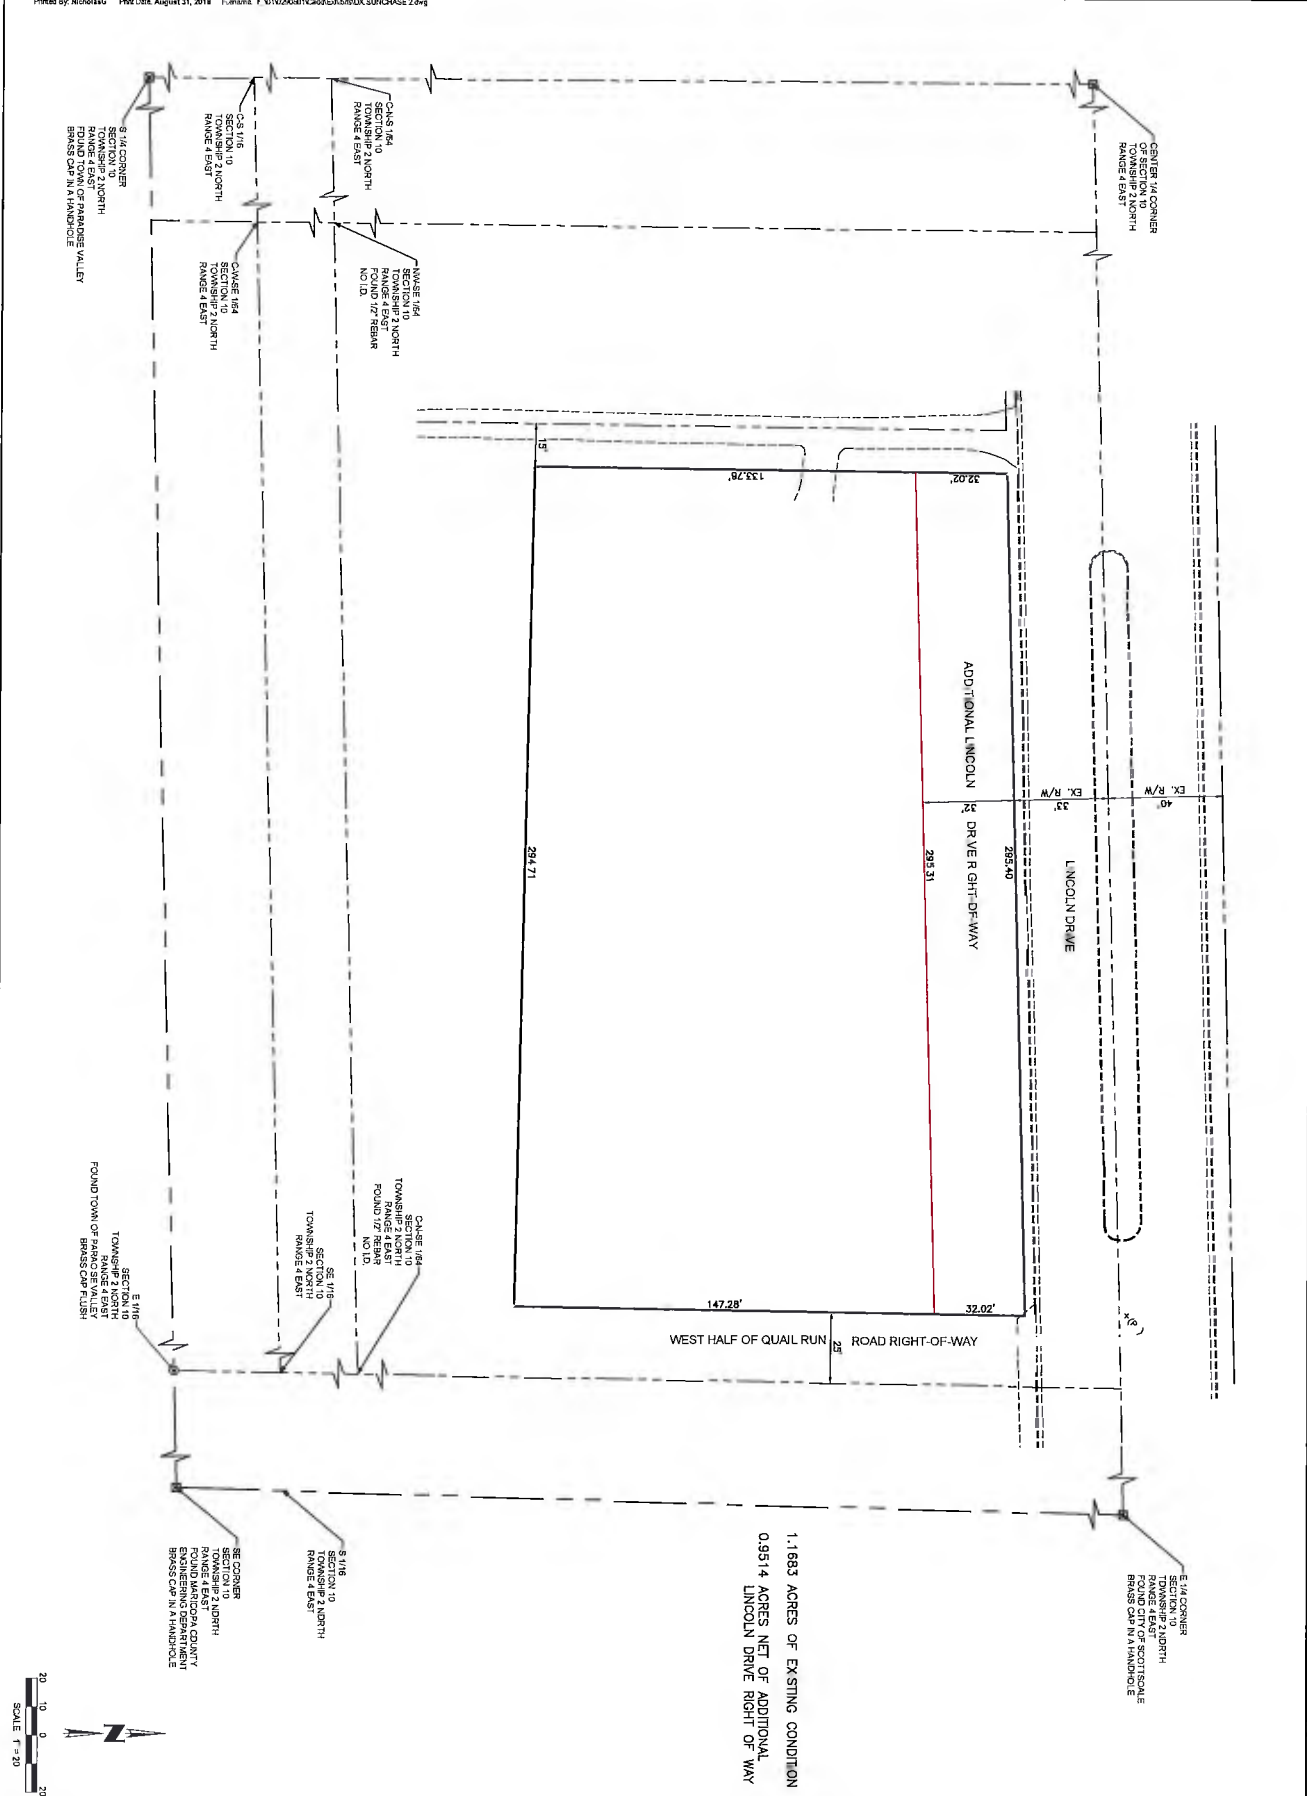 Printed By: NicholasG Print Date: August 31, 2018
CENTER 1/4 CORNER
OF SECTION 10
TOWNSHIP 2 NORTH
RANGE 4 EAST
C-N-S 1/64
SECTION 10
TOWNSHIP 2 NORTH
RANGE 4 EAST
C-S 1/16
SECTION 10
TOWNSHIP 2 NORTH
RANGE 4 EAST
S 1/4 CORNER
SECTION 10
TOWNSHIP 2 NORTH
RANGE 4 EAST
FOUND TOWN OF PARADISE VALLEY
BRASS CAP IN A HANDHOLE
NW-SE 1/64
SECTION 10
TOWNSHIP 2 NORTH
RANGE 4 EAST
FOUND 1/2" REBAR
NO I.D.
C-W-SE 1/64
SECTION 10
TOWNSHIP 2 NORTH
RANGE 4 EAST
15'
133.78'
32.02'
ADDITIONAL LINCOLN DRIVE RIGHT-OF-WAY
32'
EX. R/W
33'
EX. R/W
40'
LINCOLN DRIVE
295.40
295.31
294.71
147.28'
32.02'
WEST HALF OF QUAIL RUN ROAD RIGHT-OF-WAY
25'
C-N-SE 1/64
SECTION 10
TOWNSHIP 2 NORTH
RANGE 4 EAST
FOUND 1/2" REBAR
NO I.D.
SE 1/16
SECTION 10
TOWNSHIP 2 NORTH
RANGE 4 EAST
E 1/16
SECTION 10
TOWNSHIP 2 NORTH
RANGE 4 EAST
FOUND TOWN OF PARADISE VALLEY
BRASS CAP FLUSH
E 1/4 CORNER
SECTION 10
TOWNSHIP 2 NORTH
RANGE 4 EAST
FOUND CITY OF SCOTTSDALE
BRASS CAP IN A HANDHOLE
S 1/16
SECTION 10
TOWNSHIP 2 NORTH
RANGE 4 EAST
SE CORNER
SECTION 10
TOWNSHIP 2 NORTH
RANGE 4 EAST
FOUND MARICOPA COUNTY
ENGINEERING DEPARTMENT
BRASS CAP IN A HANDHOLE
1.1683 ACRES OF EXISTING CONDITION
0.9514 ACRES NET OF ADDITIONAL
LINCOLN DRIVE RIGHT OF WAY
N
20 10 0 20
SCALE 1" = 20